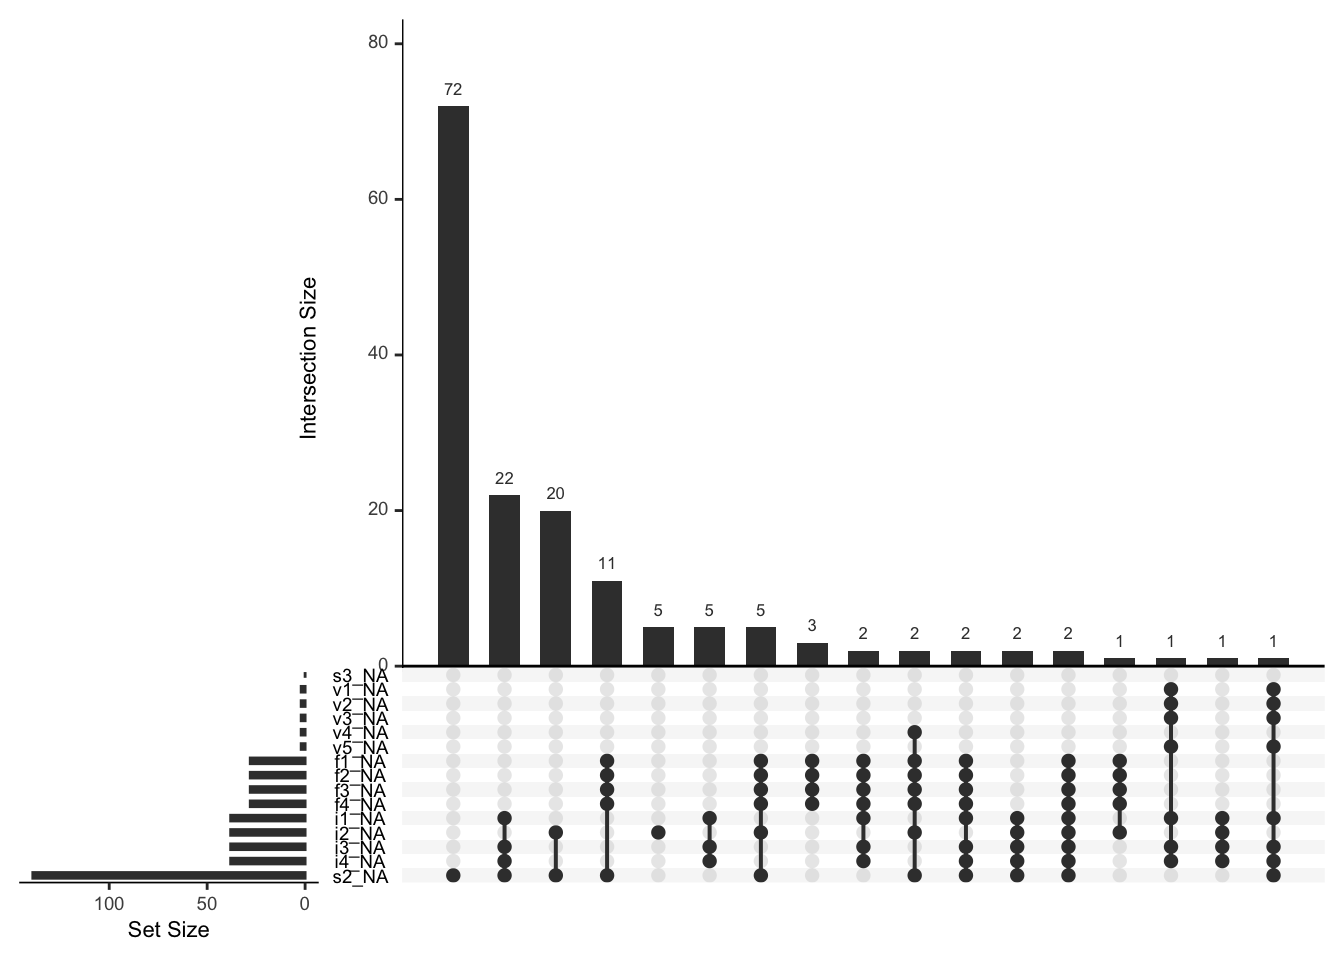 80
72
60
Intersection Size
40
22
20
20
11
5
5
5
3
2
2
2
2
2
1
1
1
1
0
s3_NA
v1_NA
v2_NA
v3_NA
v4_NA
v5_NA
f1_NA
f2_NA
f3_NA
f4_NA
i1_NA
i2_NA
i3_NA
i4_NA
s2_NA
100 50 0
Set Size